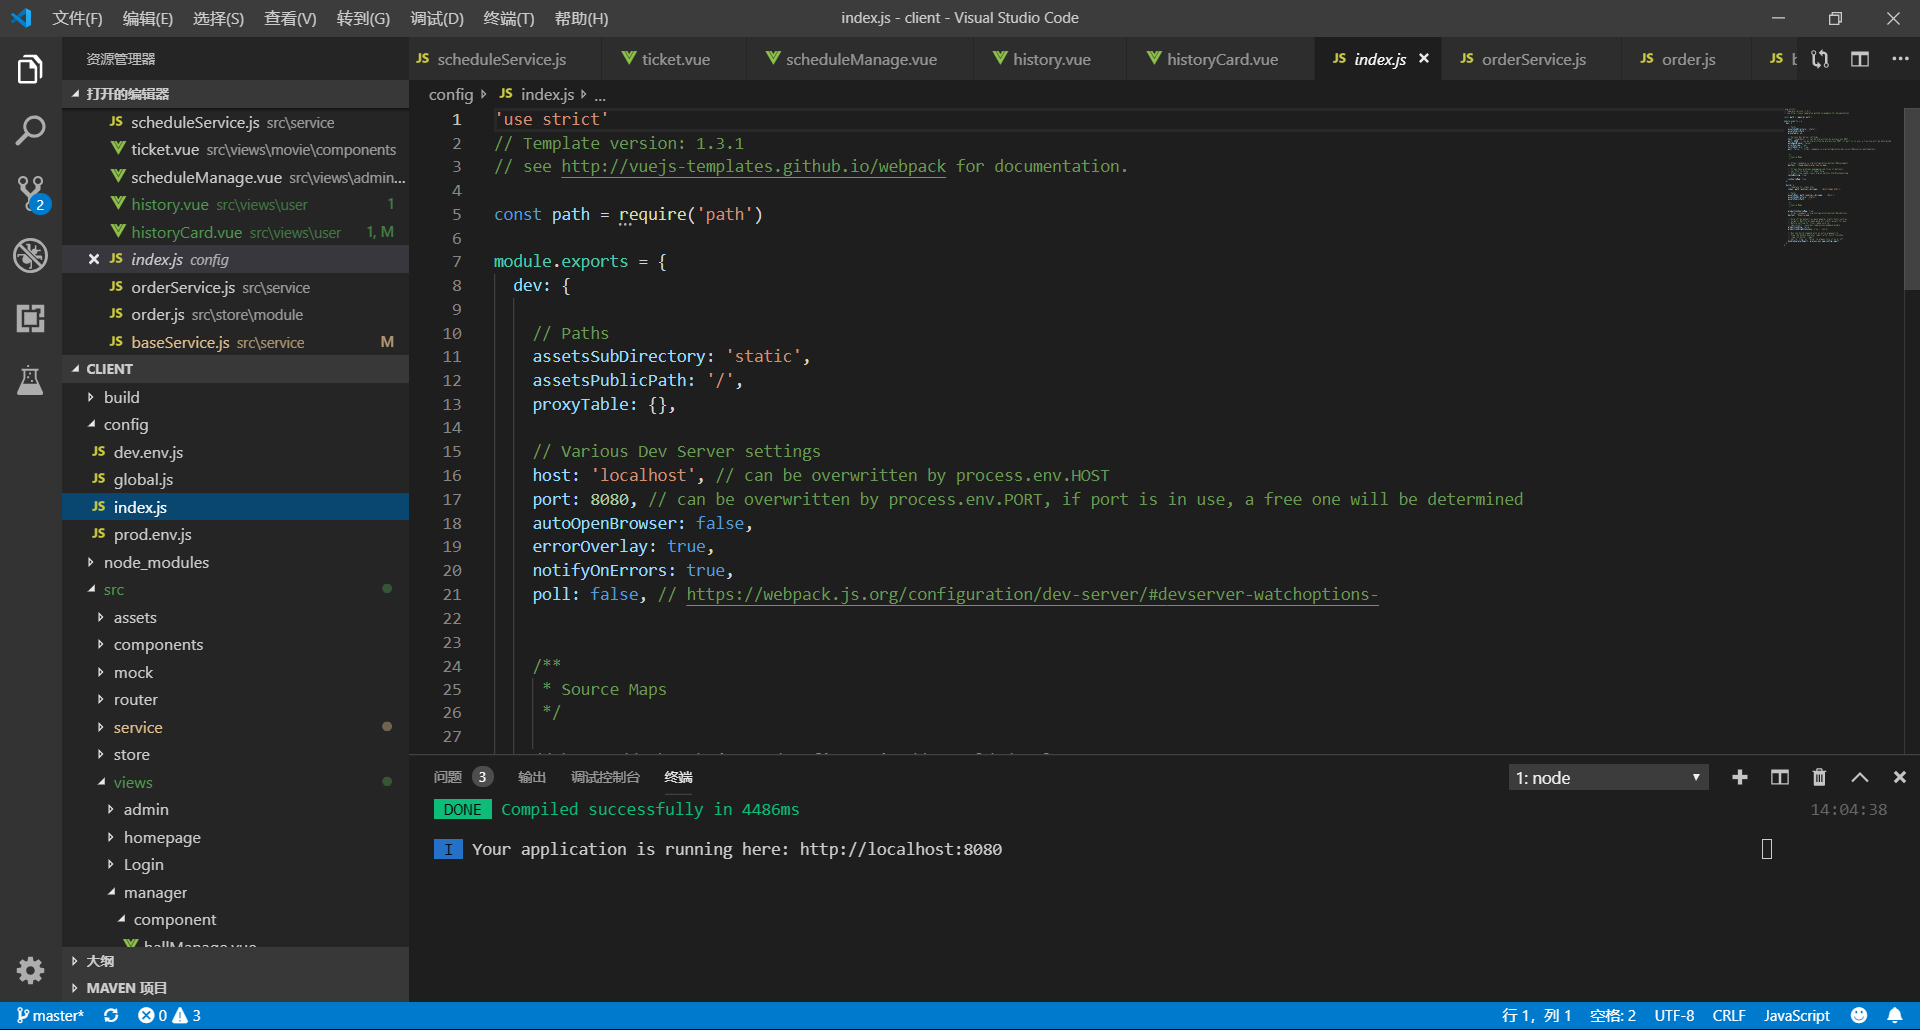 文件(F) 编辑(E) 选择(S) 查看(V) 转到(G) 调试(D) 终端(T) 帮助(H) index.js - client - Visual Studio Code
资源管理器
打开的编辑器
JS scheduleService.js src\service
ticket.vue src\views\movie\components
scheduleManage.vue src\views\admin...
history.vue src\views\user 1
historyCard.vue src\views\user 1, M
JS index.js config
JS orderService.js src\service
JS order.js src\store\module
JS baseService.js src\service M
CLIENT
build
config
JS dev.env.js
JS global.js
JS index.js
JS prod.env.js
node_modules
src
assets
components
mock
router
service
store
views
admin
homepage
Login
manager
component
hallManage.vue
大纲
MAVEN 项目
2
JS scheduleService.js ticket.vue scheduleManage.vue history.vue historyCard.vue JS index.js JS orderService.js JS order.js JS
config JS index.js ...
1 'use strict'
2 // Template version: 1.3.1
3 // see http://vuejs-templates.github.io/webpack for documentation.
4
5 const path = require('path')
6
7 module.exports = {
8 dev: {
9
10 // Paths
11 assetsSubDirectory: 'static',
12 assetsPublicPath: '/',
13 proxyTable: {},
14
15 // Various Dev Server settings
16 host: 'localhost', // can be overwritten by process.env.HOST
17 port: 8080, // can be overwritten by process.env.PORT, if port is in use, a free one will be determined
18 autoOpenBrowser: false,
19 errorOverlay: true,
20 notifyOnErrors: true,
21 poll: false, // https://webpack.js.org/configuration/dev-server/#devserver-watchoptions-
22
23
24 /**
25 * Source Maps
26 */
27
问题 3 输出 调试控制台 终端 1: node
DONE Compiled successfully in 4486ms 14:04:38
I Your application is running here: http://localhost:8080
master* 0 3 行 1，列 1 空格: 2 UTF-8 CRLF JavaScript